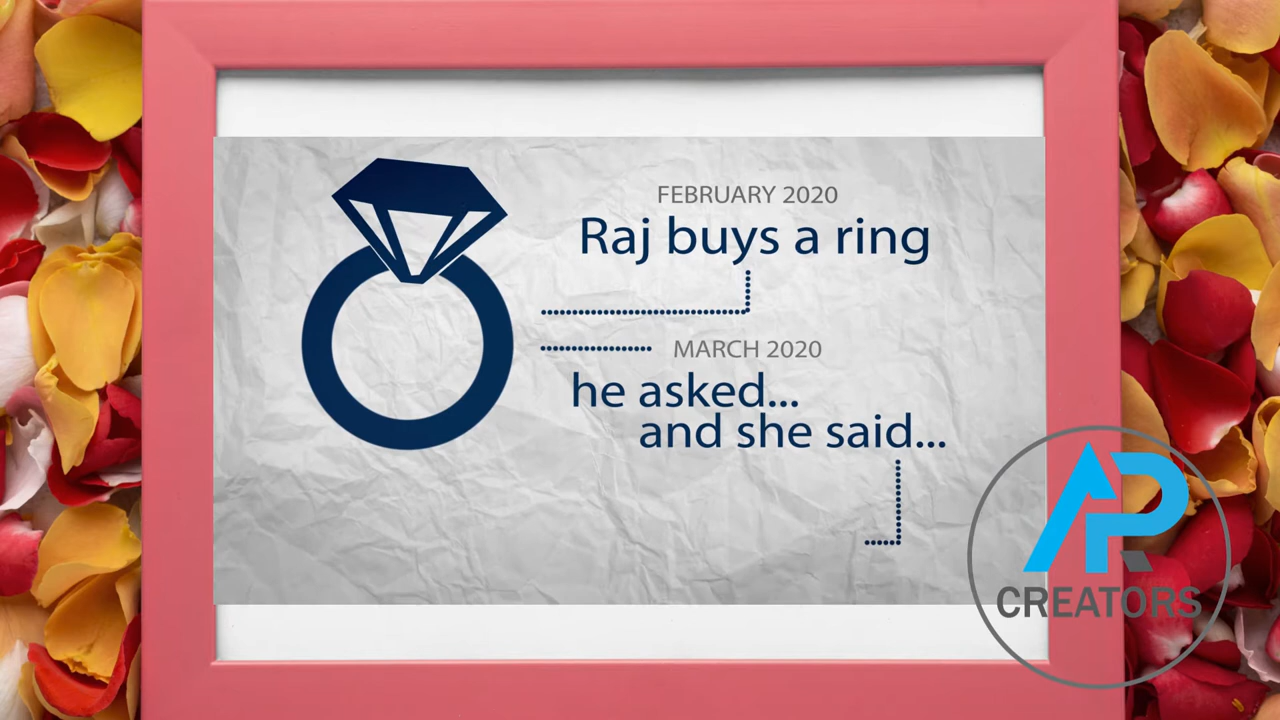 FEBRUARY 2020
Raj buys a ring
MARCH 2020
he asked...
and she said...
AP
CREATORS